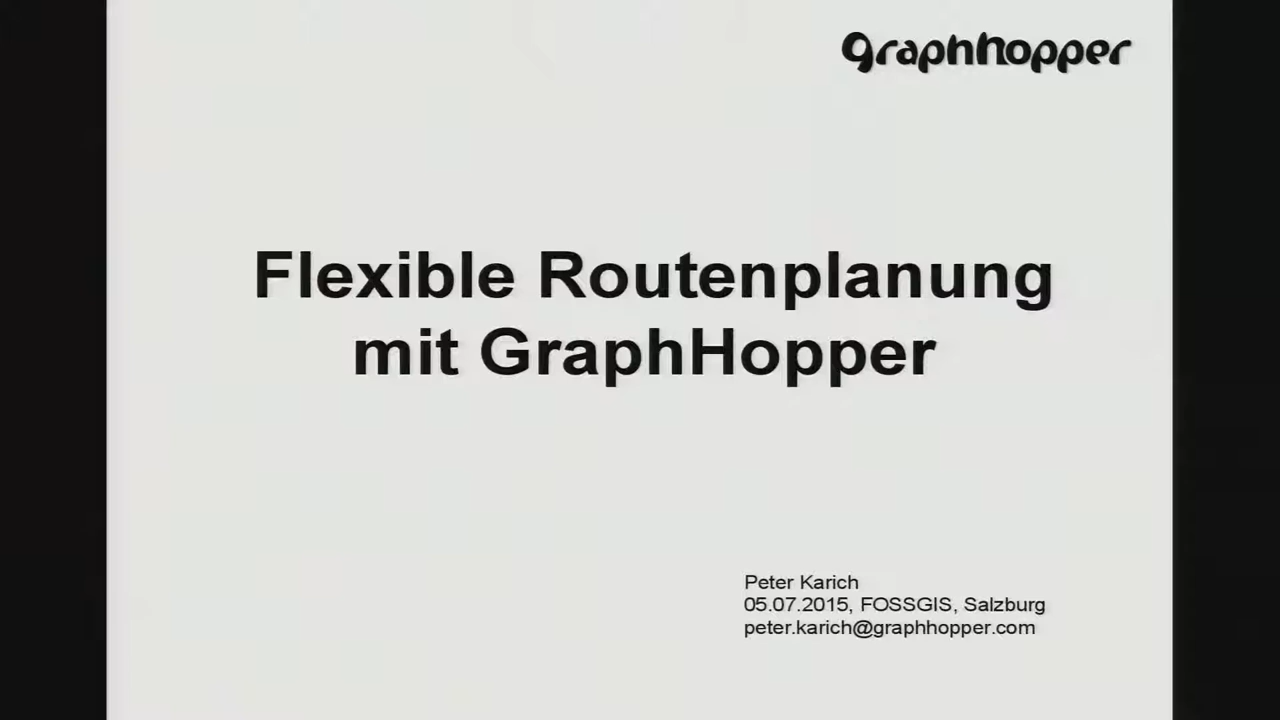 graphhopper
Flexible Routenplanung
mit GraphHopper
Peter Karich
05.07.2015, FOSSGIS, Salzburg
peter.karich@graphhopper.com